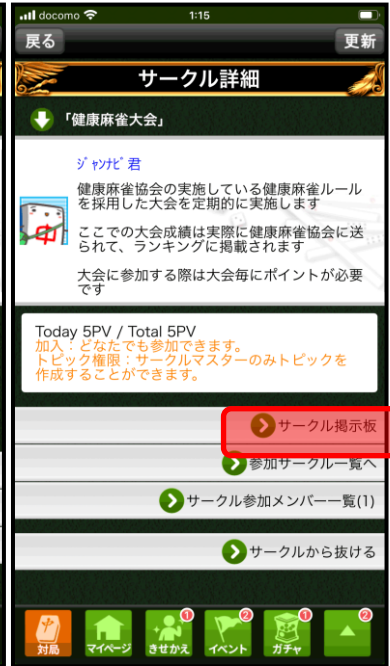 docomo 1:15
戻る サークル詳細 更新
「健康麻雀大会」
ｼﾞｬﾝﾅﾋﾞ君
健康麻雀協会の実施している健康麻雀ルール
を採用した大会を定期的に実施します
ここでの大会成績は実際に健康麻雀協会に送
られて、ランキングに掲載されます
大会に参加する際は大会毎にポイントが必要
です
中
Today 5PV / Total 5PV
加入：どなたでも参加できます。
トピック権限：サークルマスターのみトピックを
作成することができます。
サークル掲示板
参加サークル一覧へ
サークル参加メンバー一覧(1)
サークルから抜ける
1 2 1 2
対局 マイページ きせかえ イベント ガチャ